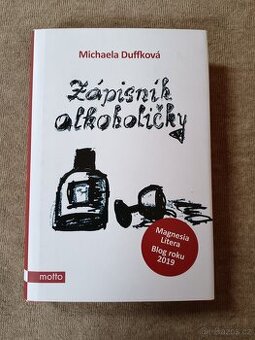 Michaela Duffková
Zápisník
alkoholičky
Magnesia
Litera
Blog roku
2019
motto